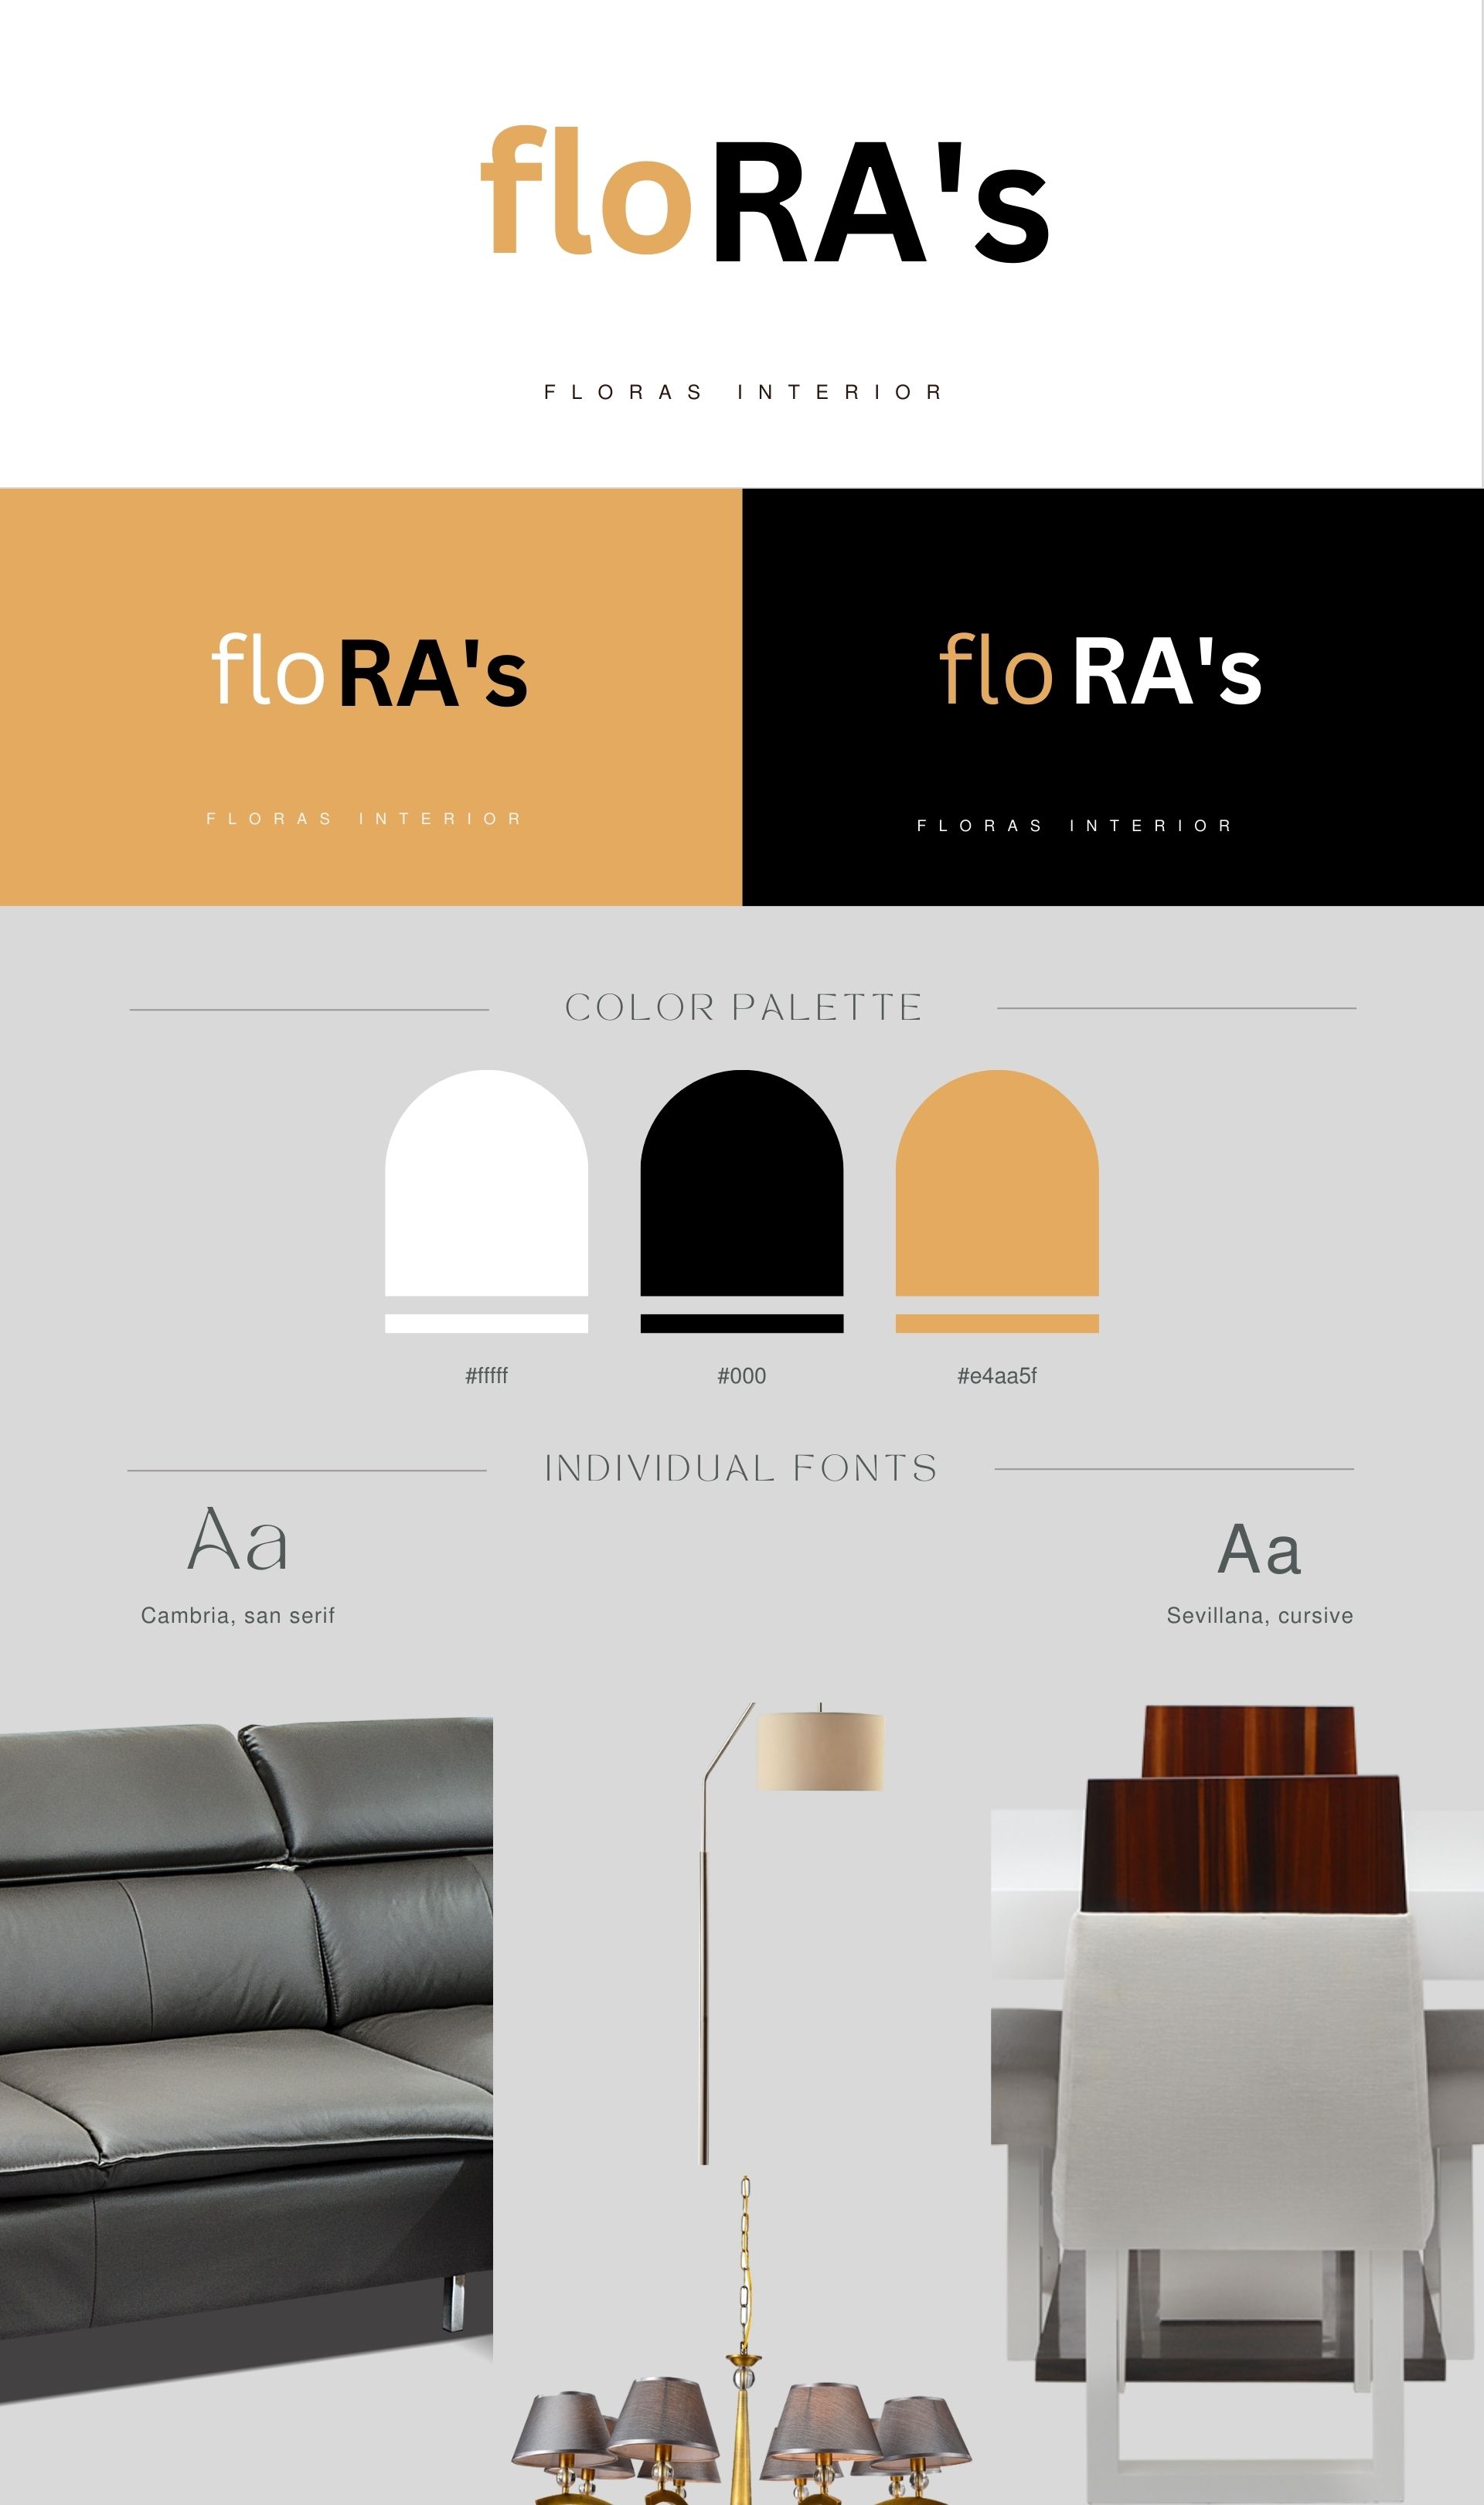 floRA's
FLORAS INTERIOR
floRA's
floRA's
FLORAS INTERIOR
FLORAS INTERIOR
COLOR PALETTE
#fffff
#000
#e4aa5f
INDIVIDUAL FONTS
Aa
Aa
Cambria, san serif
Sevillana, cursive